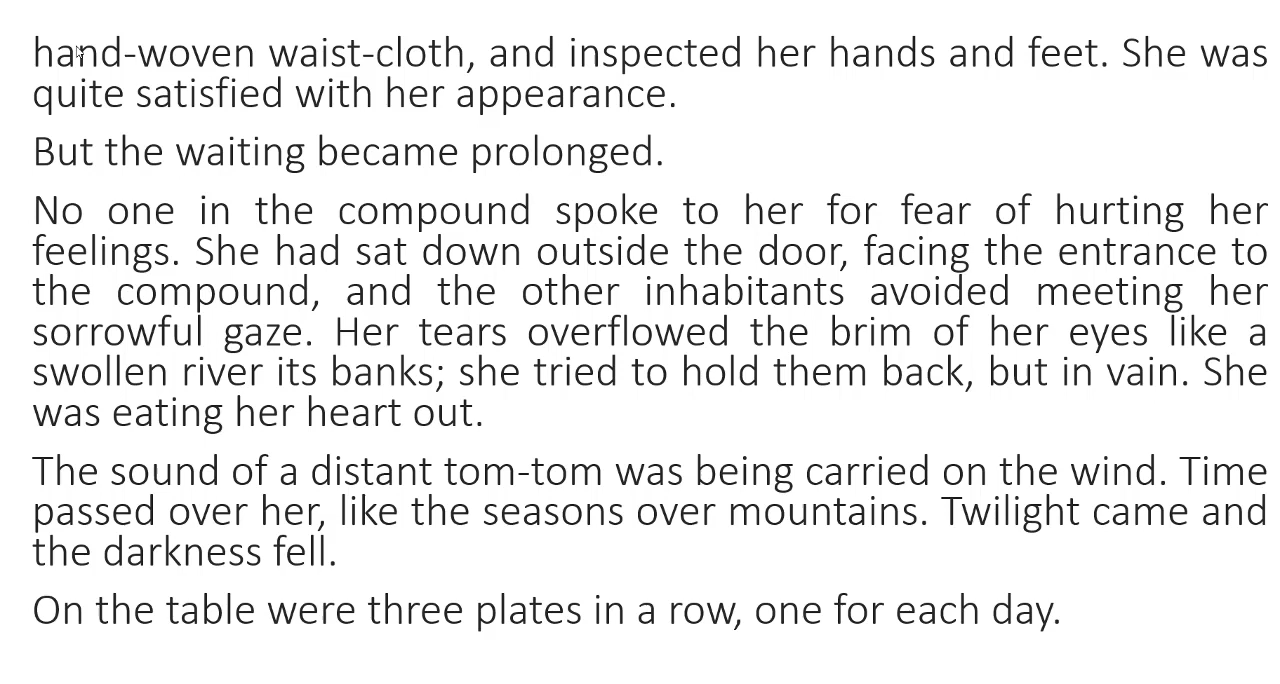 hand-woven waist-cloth, and inspected her hands and feet. She was
quite satisfied with her appearance.
But the waiting became prolonged.
No one in the compound spoke to her for fear of hurting her
feelings. She had sat down outside the door, facing the entrance to
the compound, and the other inhabitants avoided meeting her
sorrowful gaze. Her tears overflowed the brim of her eyes like a
swollen river its banks; she tried to hold them back, but in vain. She
was eating her heart out.
The sound of a distant tom-tom was being carried on the wind. Time
passed over her, like the seasons over mountains. Twilight came and
the darkness fell.
On the table were three plates in a row, one for each day.